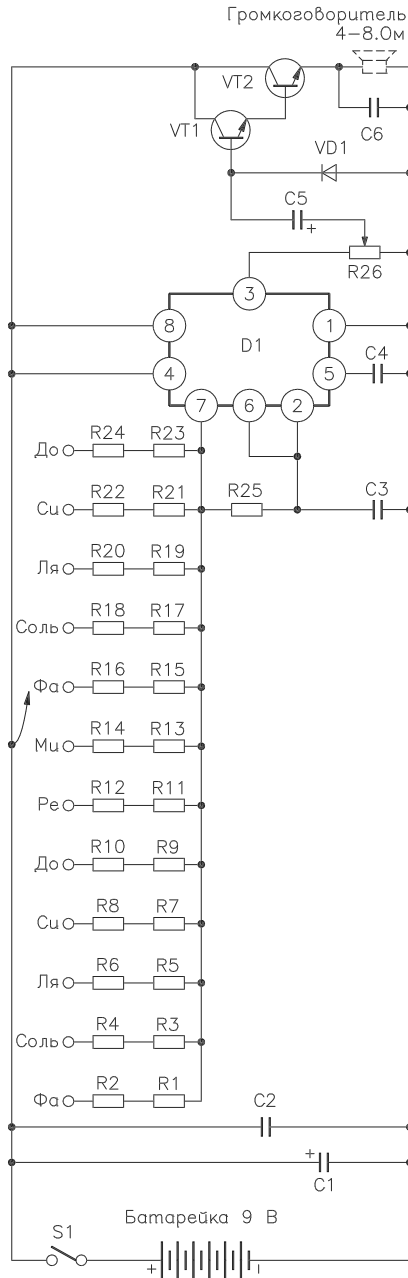 Громкоговоритель
4–8.Ом
VT2
VT1
C6
VD1
C5
+
R26
3
8
1
D1
C4
4
5
7
6
2
До
R24
R23
Си
R22
R21
R25
C3
Ля
R20
R19
Соль
R18
R17
Фа
R16
R15
Ми
R14
R13
Ре
R12
R11
До
R10
R9
Си
R8
R7
Ля
R6
R5
Соль
R4
R3
Фа
R2
R1
C2
+
C1
Батарейка 9 В
S1
+
–